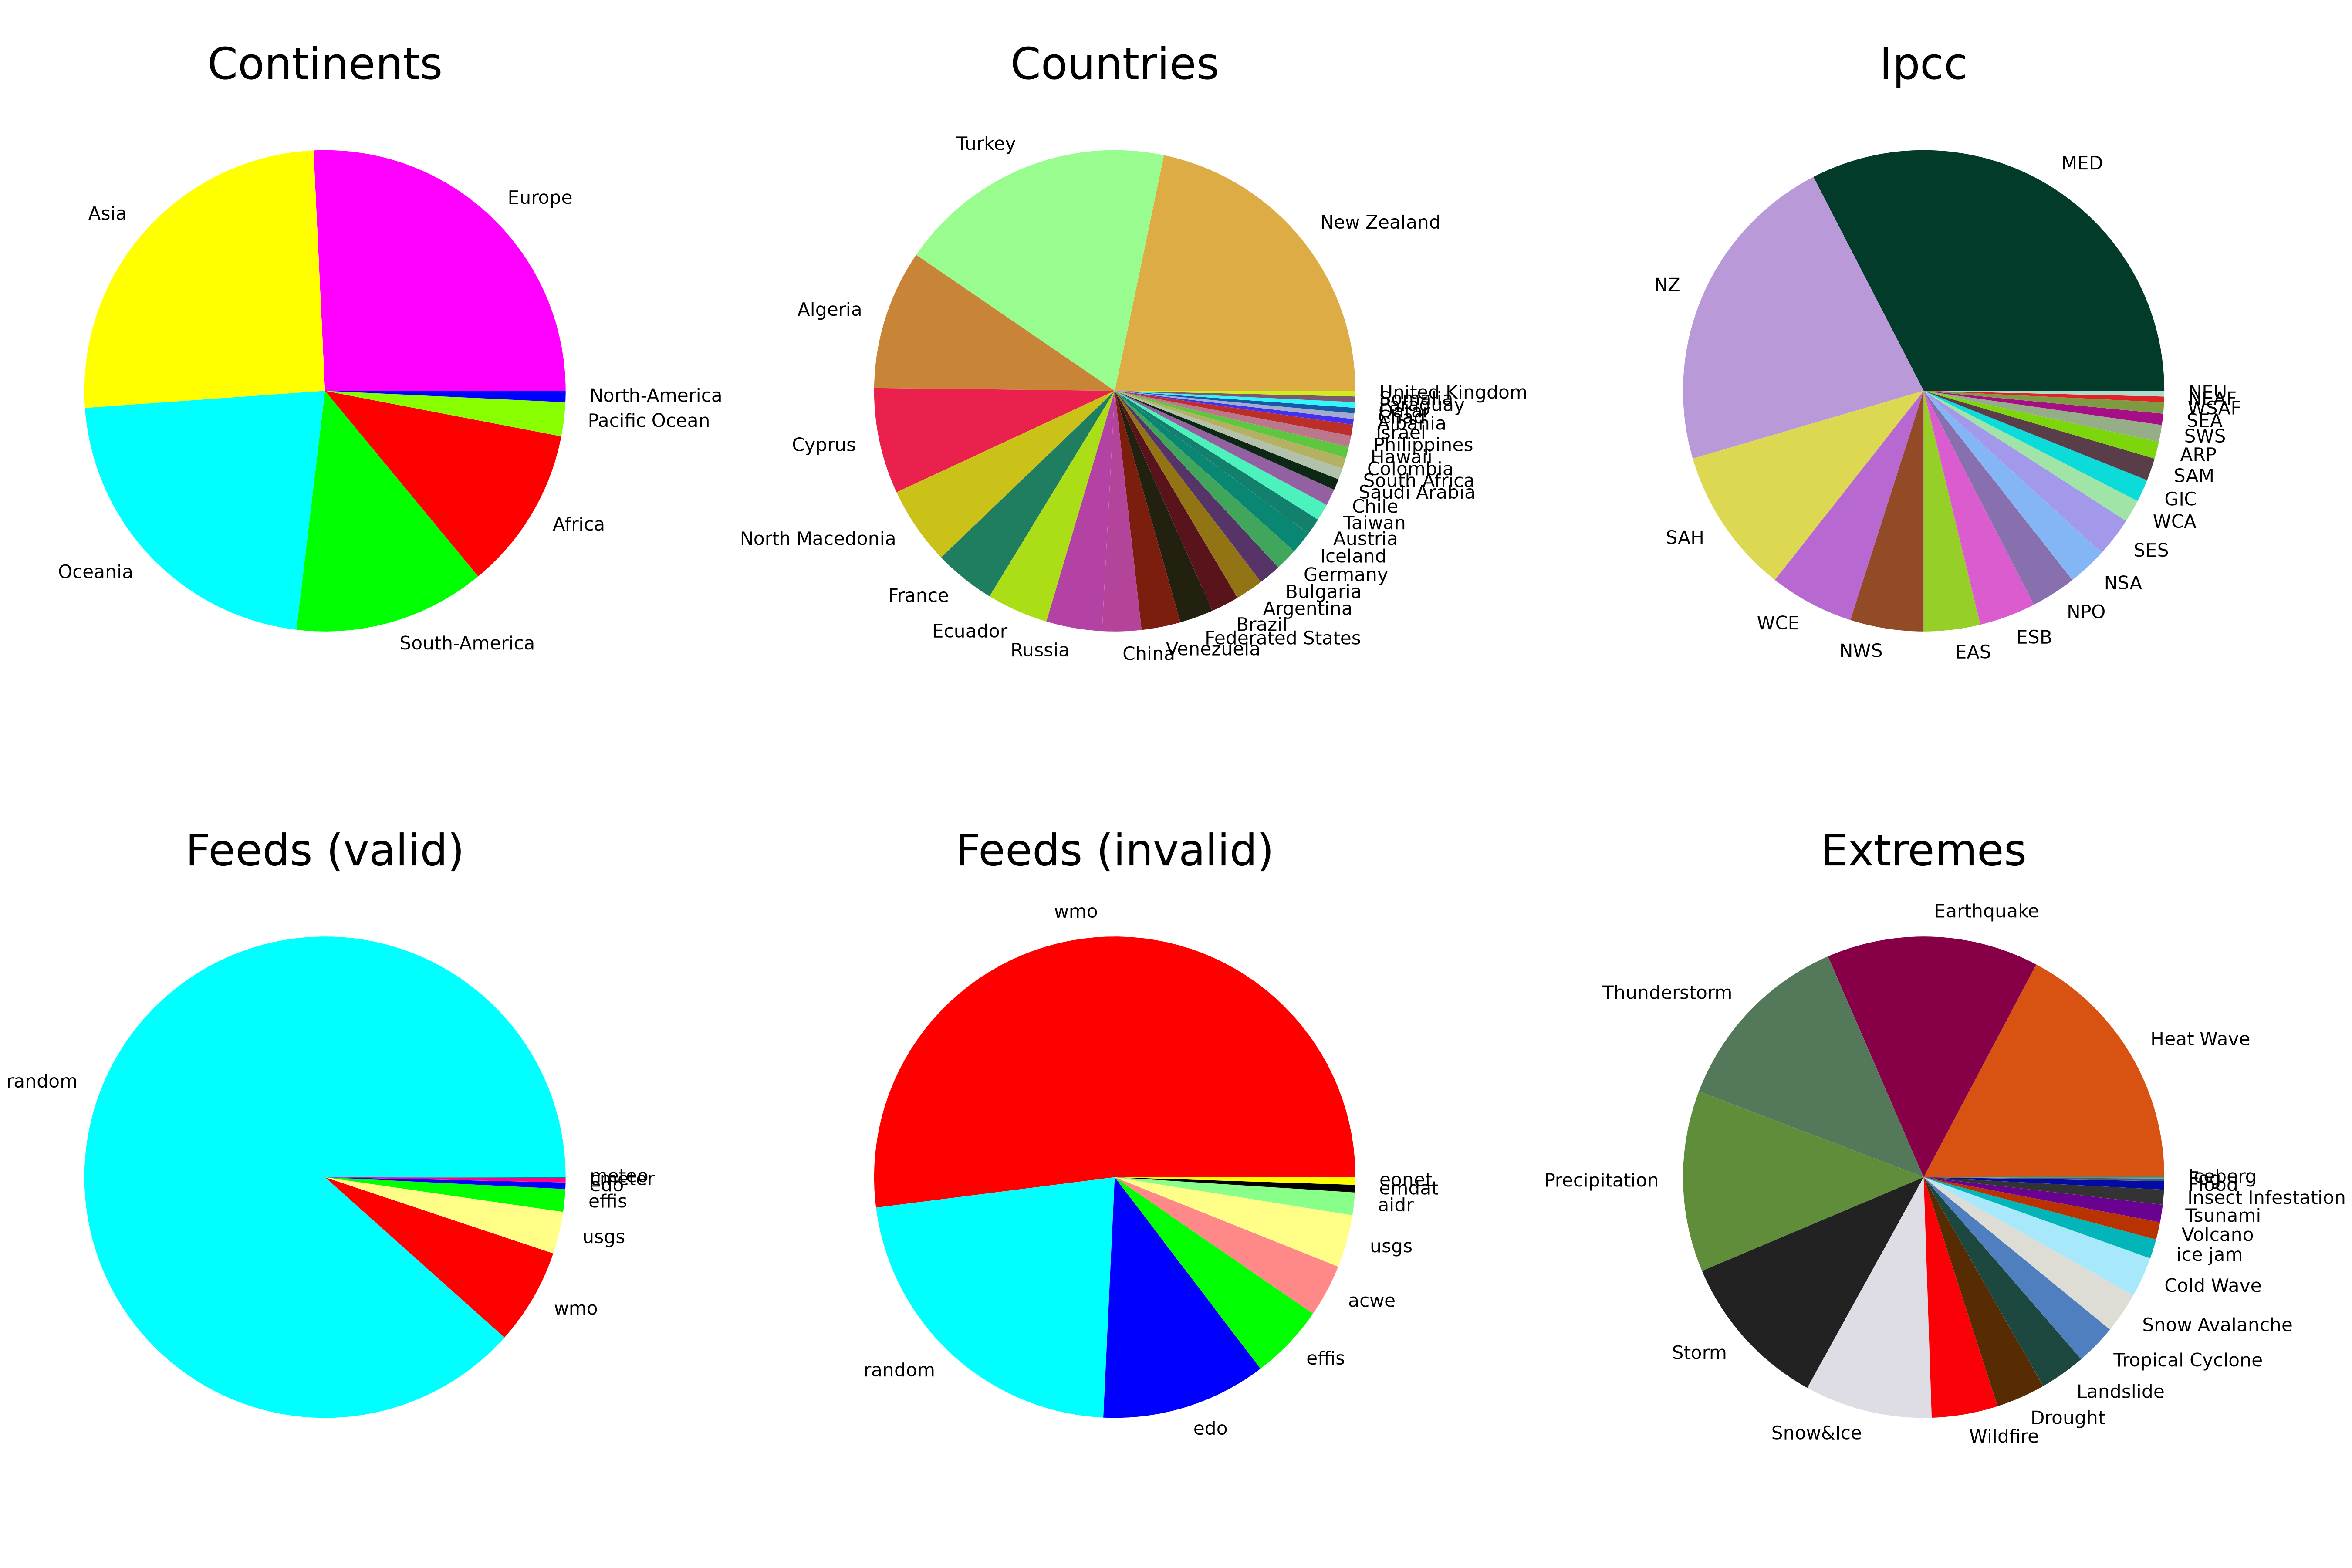 Continents
Europe
Asia
Oceania
South-America
Africa
Pacific Ocean
North-America
Countries
New Zealand
Turkey
Algeria
Cyprus
North Macedonia
France
Ecuador
Russia
China
Venezuela
Federated States
Brazil
Argentina
Bulgaria
Germany
Iceland
Austria
Taiwan
Chile
Saudi Arabia
South Africa
Colombia
Hawaii
Philippines
Israel
Albania
Paraguay
Somalia
United Kingdom
Ipcc
MED
NZ
SAH
WCE
NWS
EAS
ESB
NPO
NSA
SES
WCA
GIC
SAM
ARP
SWS
SEA
WSAF
NEU
Feeds (valid)
random
wmo
usgs
effis
edo
meteo
Feeds (invalid)
wmo
random
edo
effis
acwe
usgs
aidr
emdat
eonet
Extremes
Heat Wave
Earthquake
Thunderstorm
Precipitation
Storm
Snow&Ice
Wildfire
Drought
Landslide
Tropical Cyclone
Snow Avalanche
Cold Wave
ice jam
Volcano
Tsunami
Insect Infestation
Flood
Iceberg